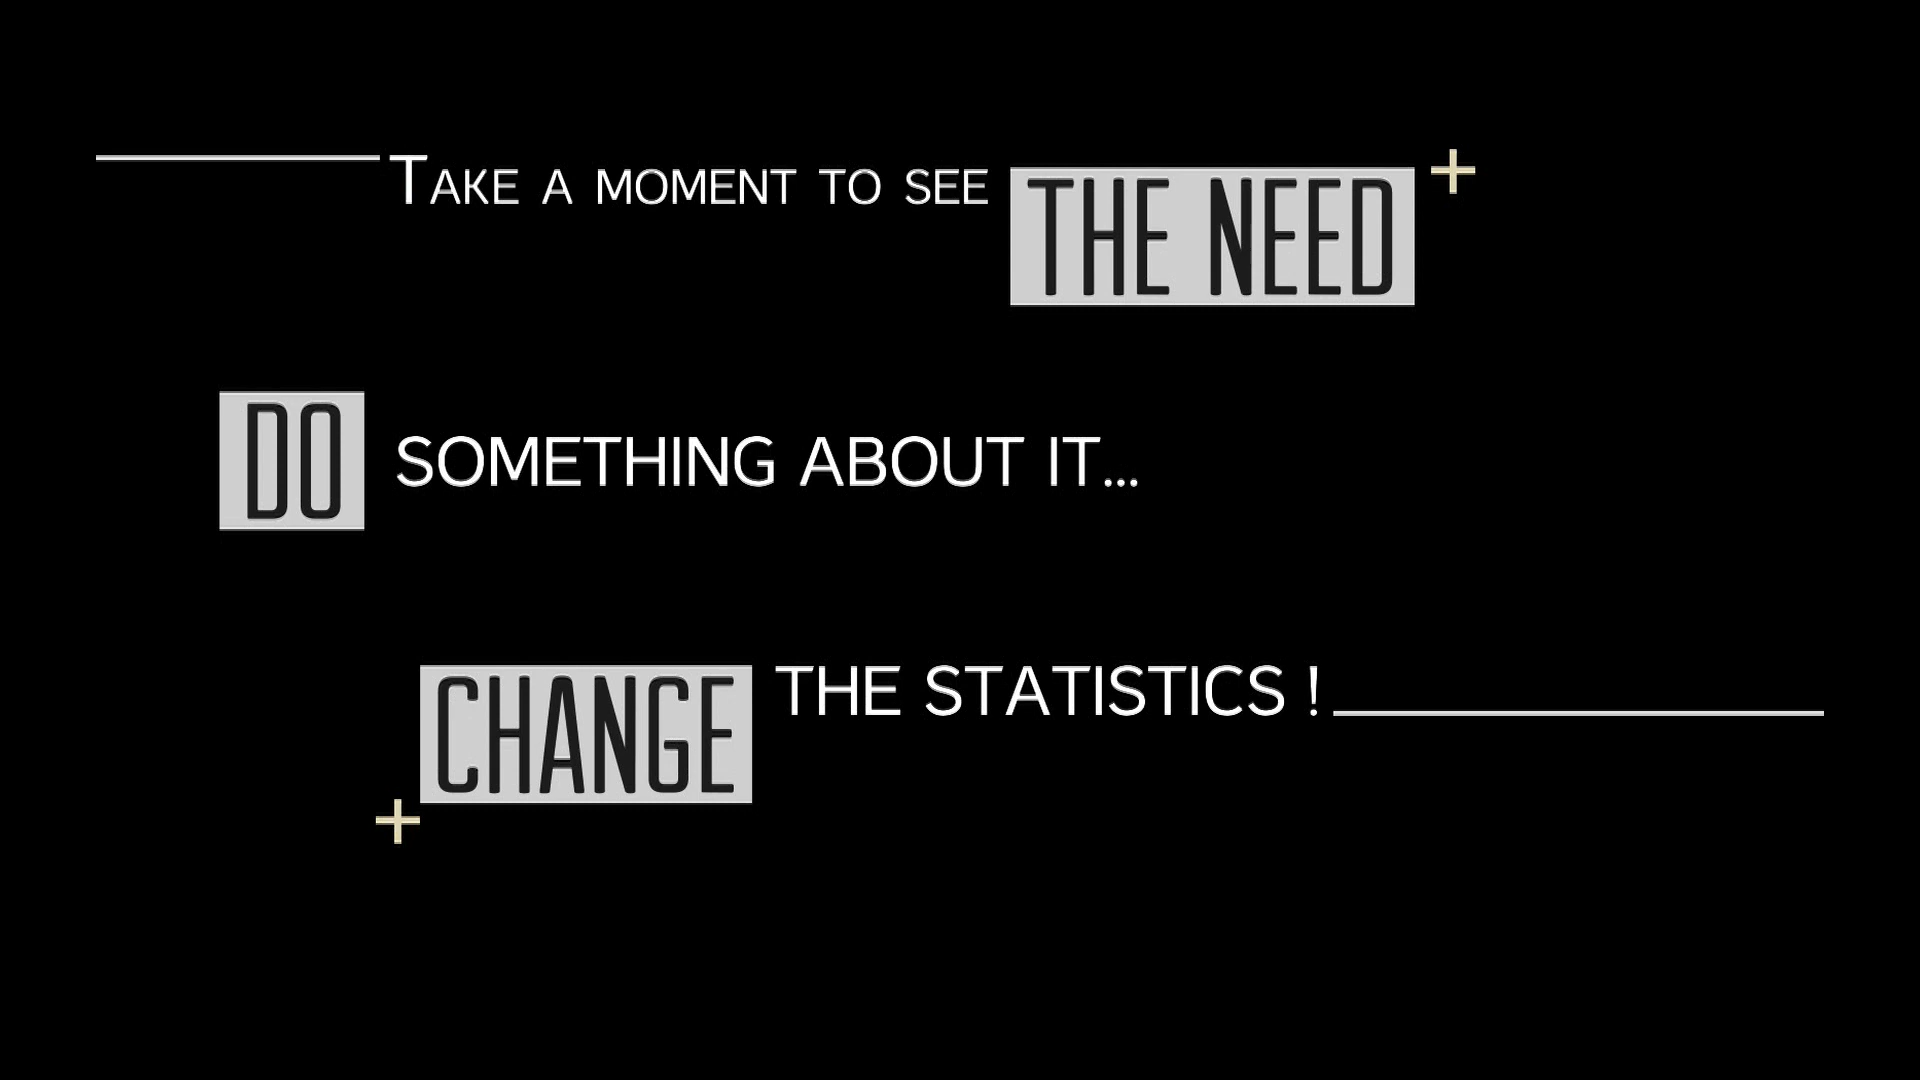 Take a moment to see THE NEED
DO SOMETHING ABOUT IT...
CHANGE THE STATISTICS !